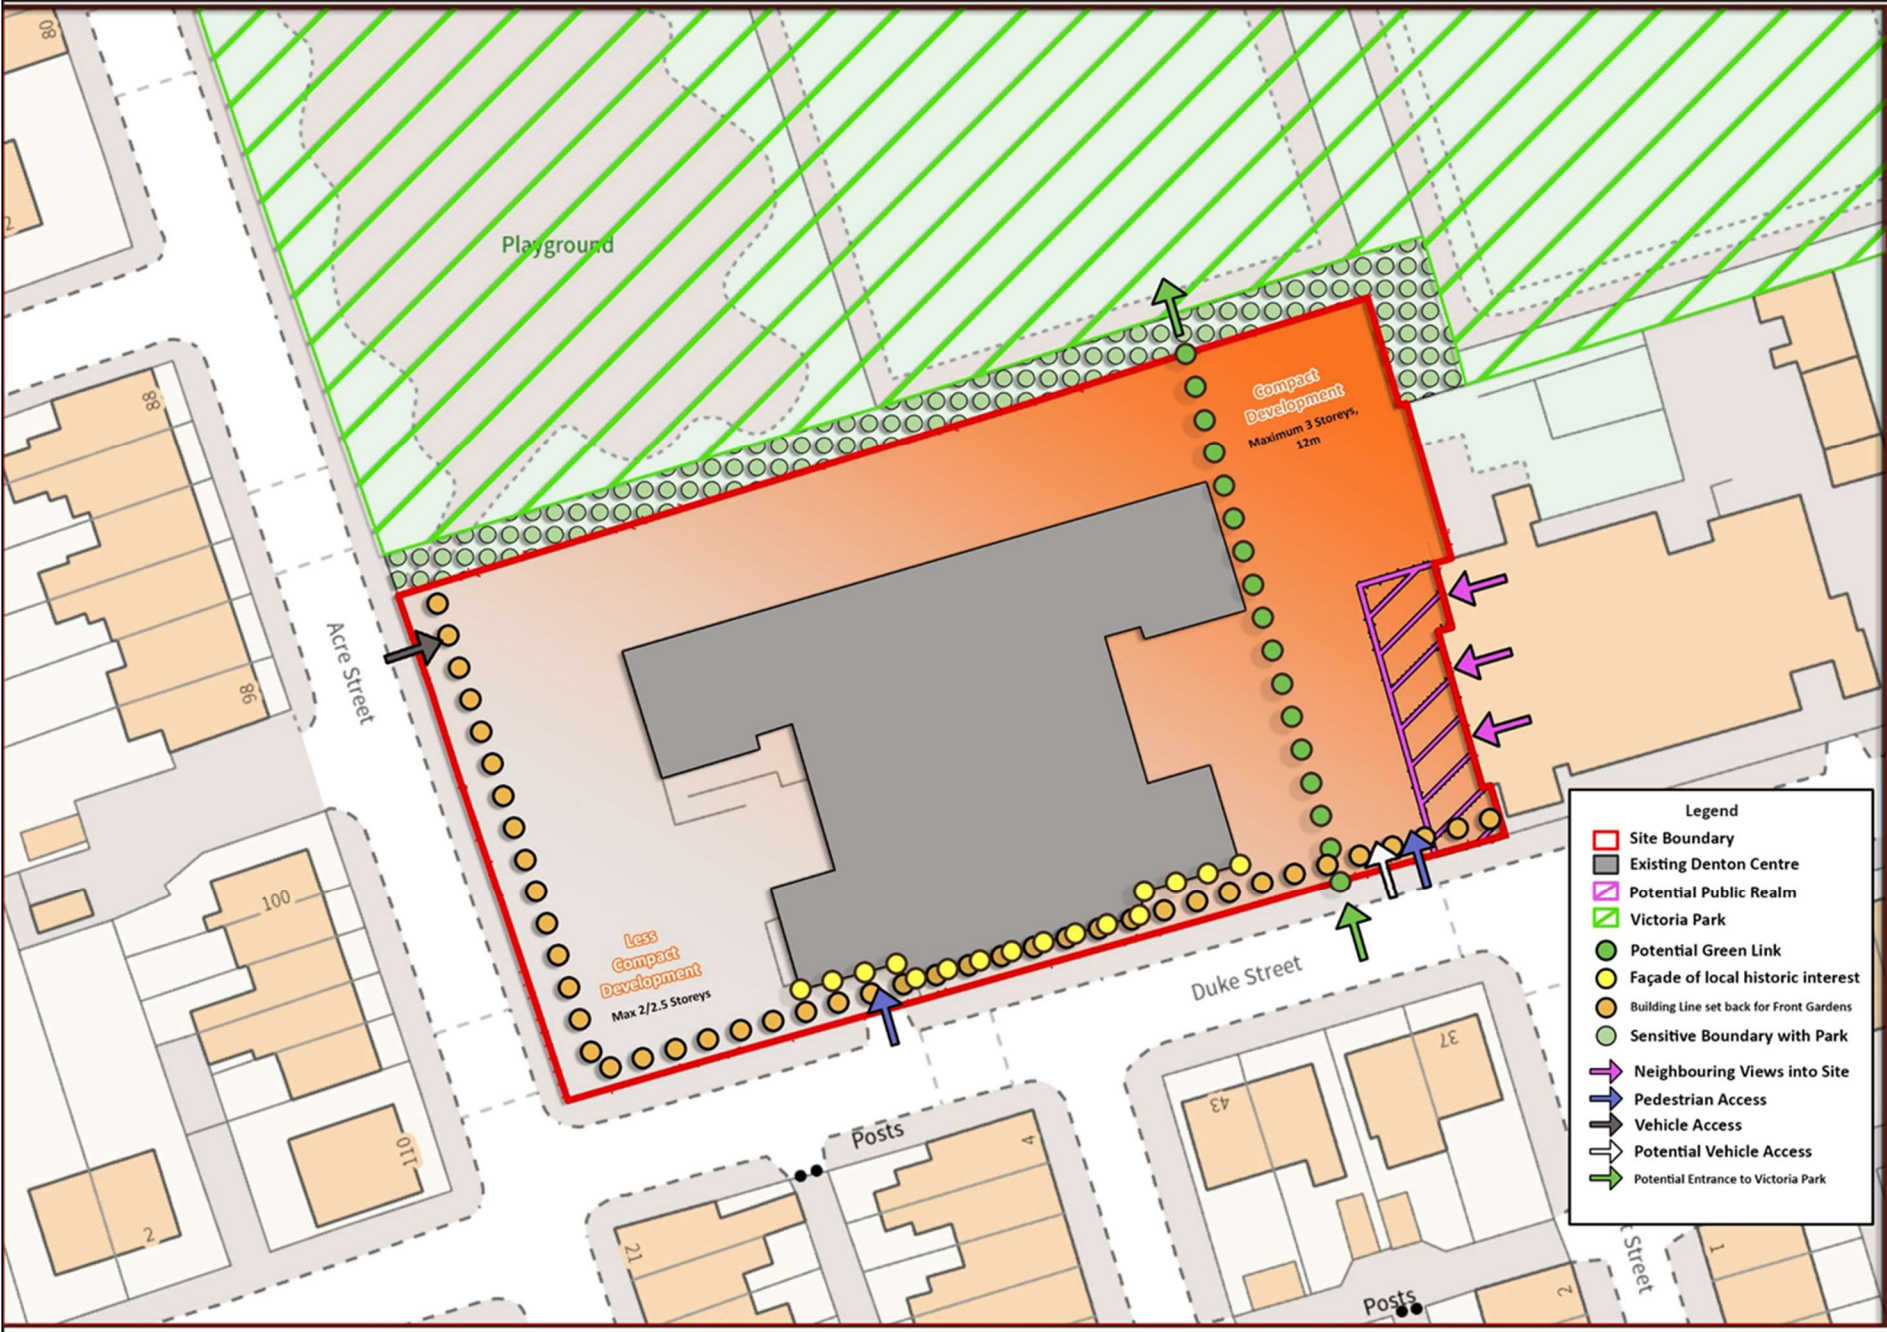 80
2
Playground
88
86
Acre Street
Compact
Development
Maximum 3 Storeys,
12m
100
110
2
Less
Compact
Development
Max 2/2.5 Storeys
Duke Street
Posts
4
21
43
37
Posts
2
1
t Street
Legend
Site Boundary
Existing Denton Centre
Potential Public Realm
Victoria Park
Potential Green Link
Façade of local historic interest
Building Line set back for Front Gardens
Sensitive Boundary with Park
Neighbouring Views into Site
Pedestrian Access
Vehicle Access
Potential Vehicle Access
Potential Entrance to Victoria Park